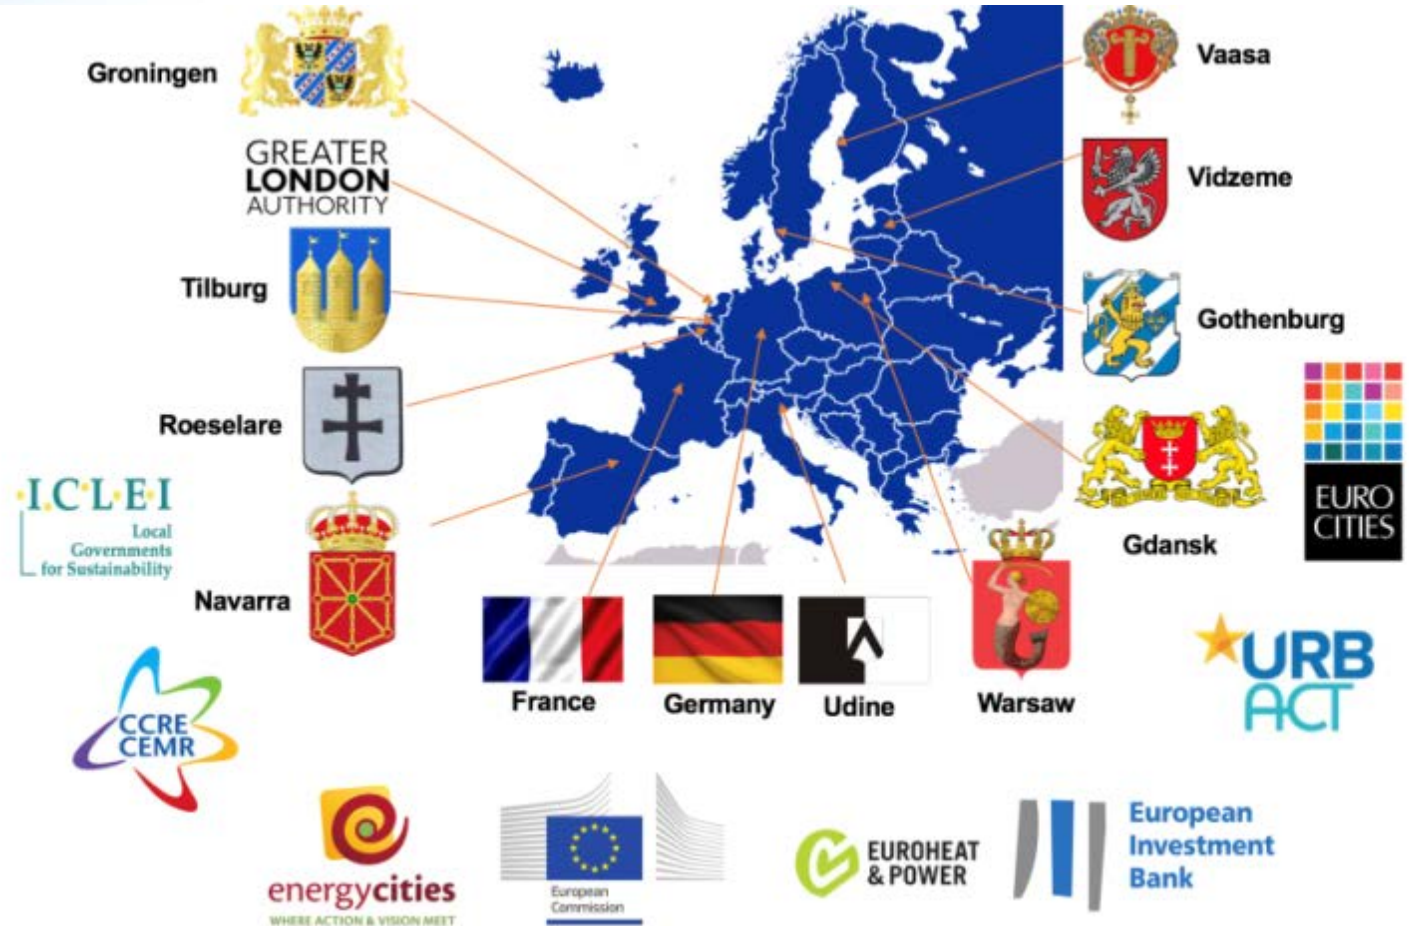 Groningen
GREATER
LONDON
AUTHORITY
Tilburg
Roeselare
I.C.L.E.I
Local
Governments
for Sustainability
Navarra
CCRE
CEMR
Vaasa
Vidzeme
Gothenburg
EURO
CITIES
Gdansk
France
Germany
Udine
Warsaw
URB
ACT
energycities
WHERE ACTION & VISION MEET
European
Commission
EUROHEAT
& POWER
European
Investment
Bank